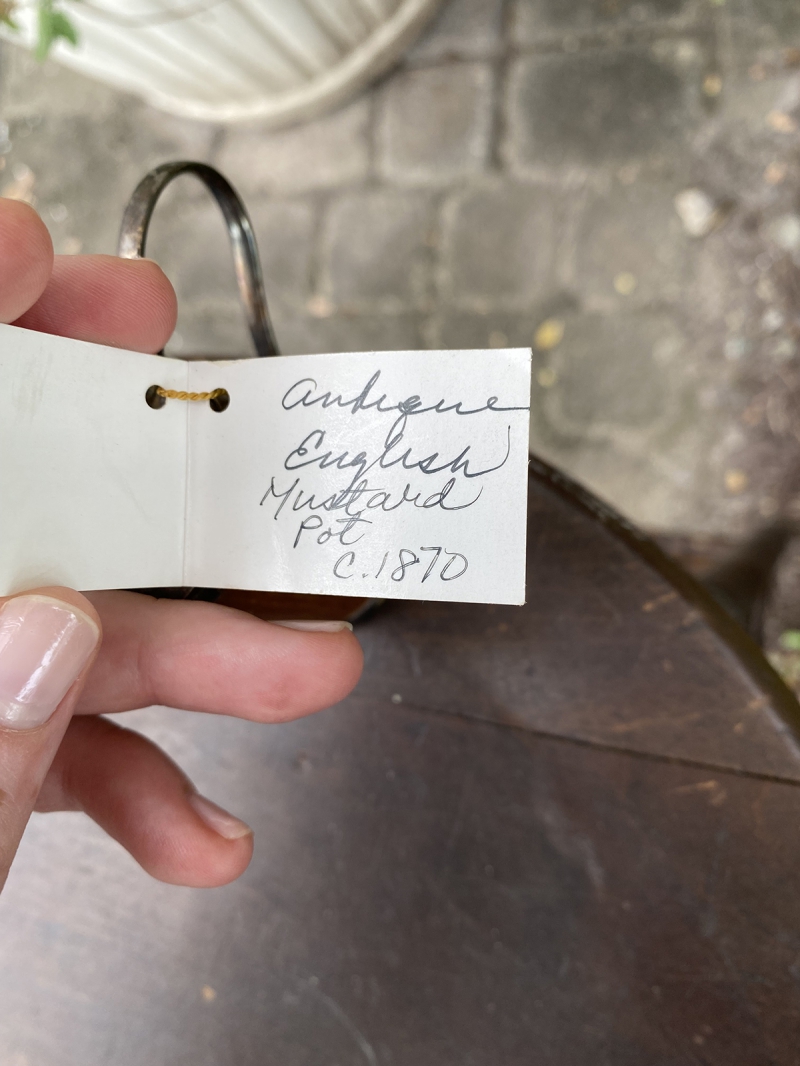 Antique
English
Mustard
Pot
C.1870